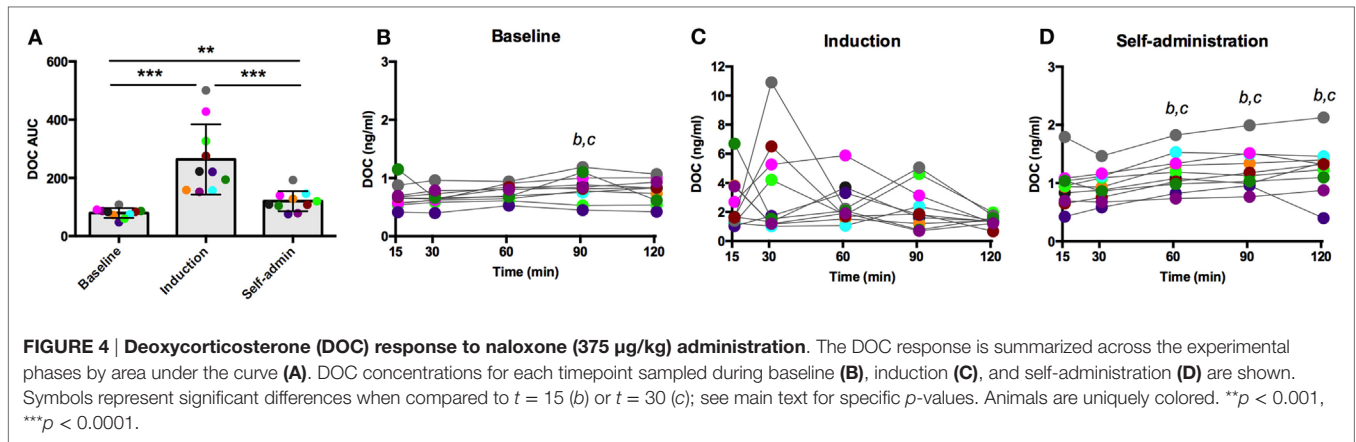 A
**
***
***
600
400
200
0
DOC AUC
Baseline
Induction
Self-admin
B
Baseline
3
2
1
0
DOC (ng/ml)
b,c
15 30 60 90 120
Time (min)
C
Induction
12
10
8
6
4
2
0
DOC (ng/ml)
15 30 60 90 120
Time (min)
D
Self-administration
3
2
1
0
DOC (ng/ml)
b,c b,c b,c
15 30 60 90 120
Time (min)
FIGURE 4 | Deoxycorticosterone (DOC) response to naloxone (375 µg/kg) administration. The DOC response is summarized across the experimental
phases by area under the curve (A). DOC concentrations for each timepoint sampled during baseline (B), induction (C), and self-administration (D) are shown.
Symbols represent significant differences when compared to t = 15 (b) or t = 30 (c); see main text for specific p-values. Animals are uniquely colored. **p < 0.001,
***p < 0.0001.